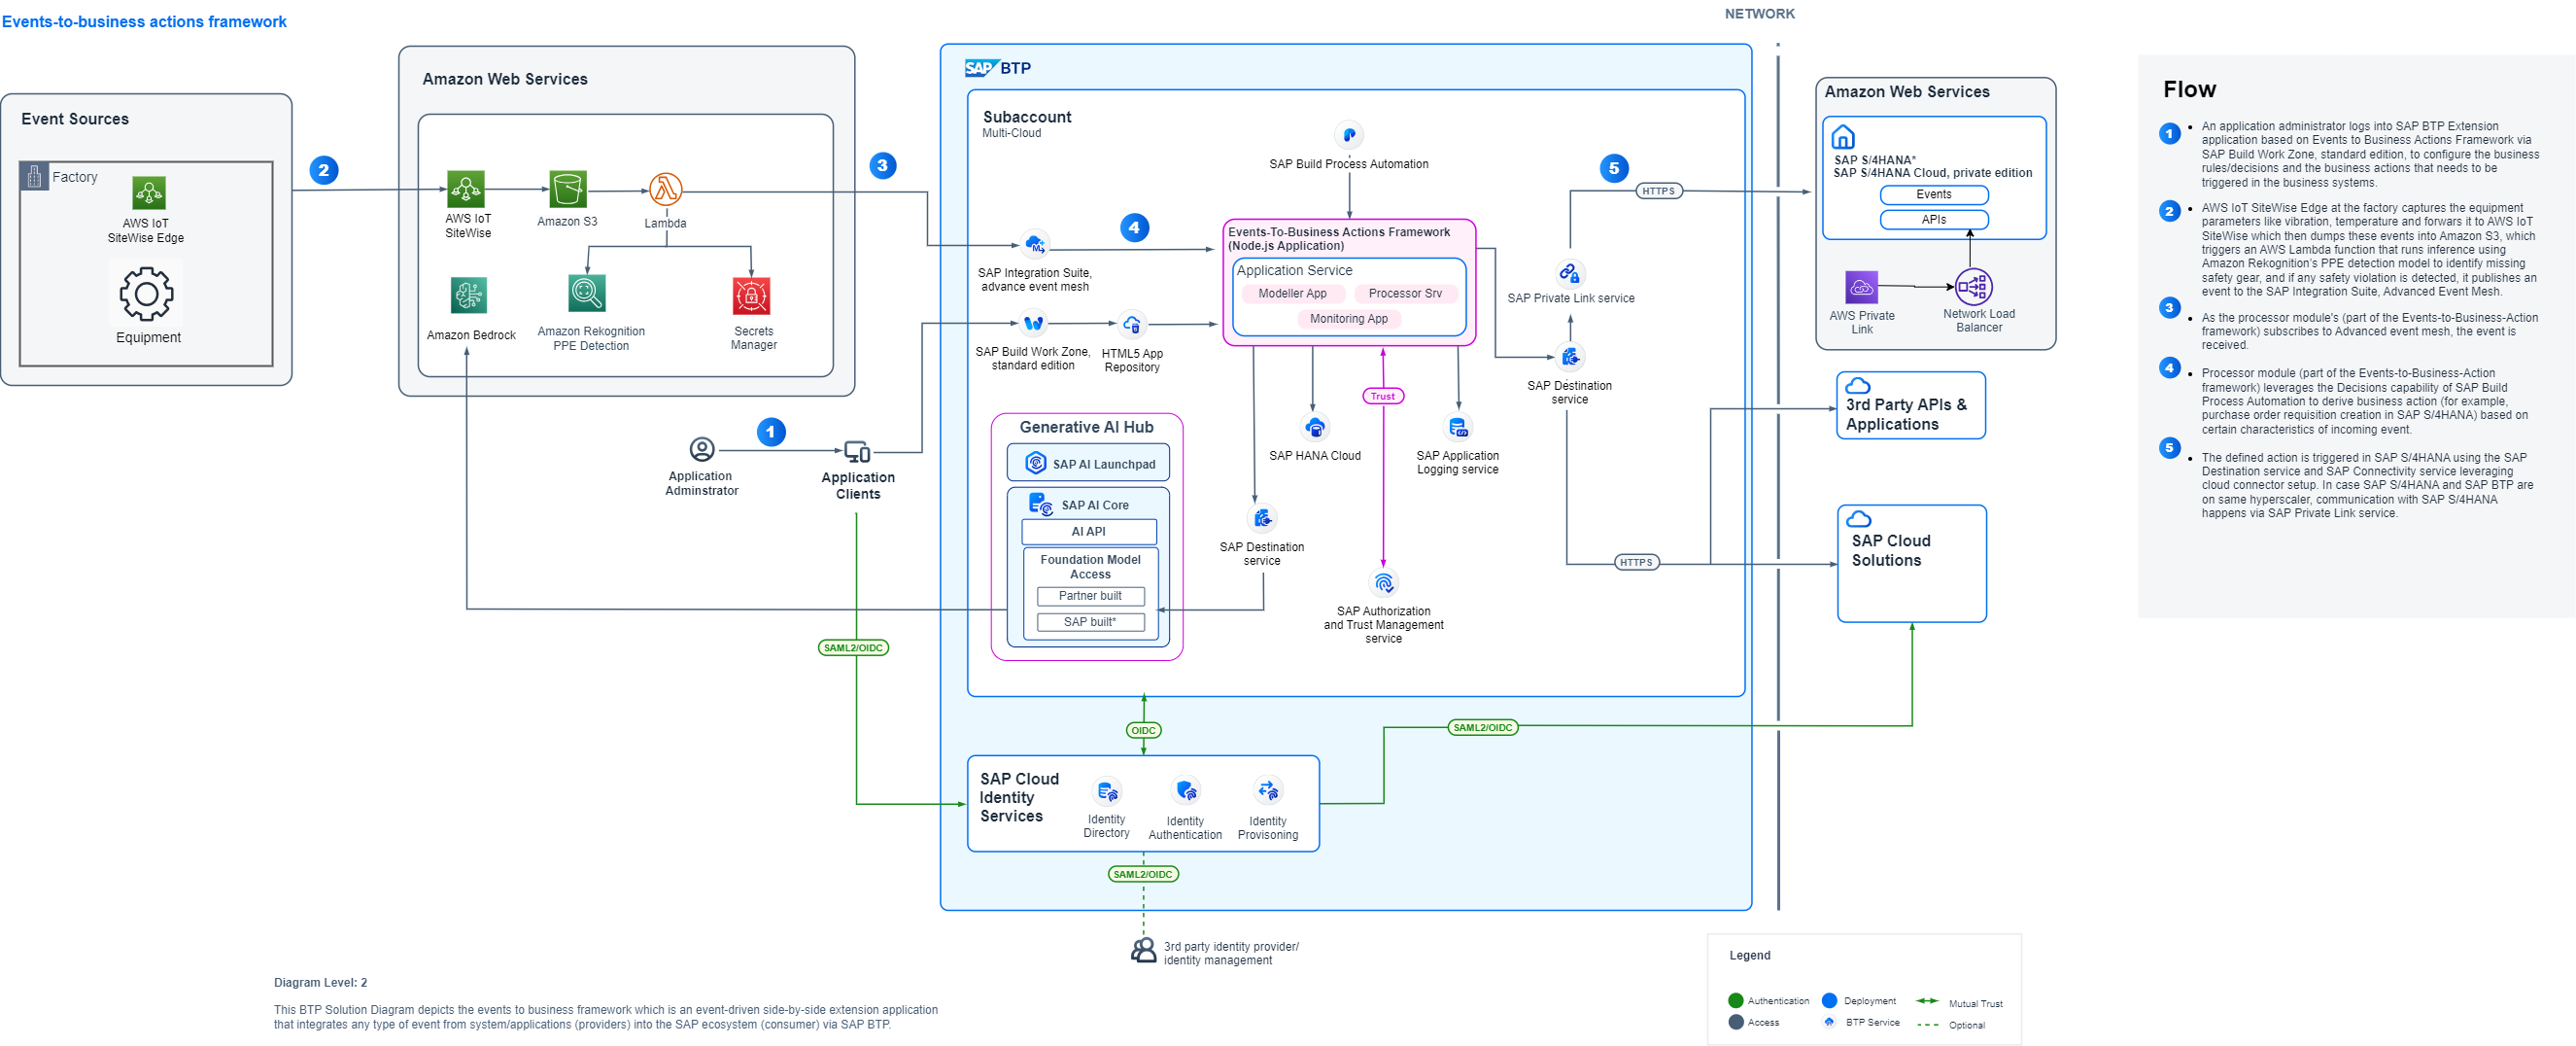 Events-to-business actions framework
NETWORK
Event Sources
Factory
AWS IoT
SiteWise Edge
Equipment
2
Amazon Web Services
AWS IoT
SiteWise
Amazon S3
Lambda
Amazon Bedrock
Amazon Rekognition
PPE Detection
Secrets
Manager
3
1
Application
Adminstrator
Application
Clients
SAML2/OIDC
SAP BTP
Subaccount
Multi-Cloud
SAP Build Process Automation
4
SAP Integration Suite,
advance event mesh
SAP Build Work Zone,
standard edition
HTML5 App
Repository
Events-To-Business Actions Framework
(Node.js Application)
Application Service
Modeller App
Processor Srv
Monitoring App
Trust
Generative AI Hub
SAP AI Launchpad
SAP AI Core
AI API
Foundation Model
Access
Partner built
SAP built*
SAP HANA Cloud
SAP Application
Logging service
SAP Destination
service
SAP Authorization
and Trust Management
service
5
HTTPS
SAP Private Link service
SAP Destination
service
HTTPS
OIDC
SAML2/OIDC
SAP Cloud
Identity
Services
Identity
Directory
Identity
Authentication
Identity
Provisoning
SAML2/OIDC
3rd party identity provider/
identity management
Amazon Web Services
SAP S/4HANA*
SAP S/4HANA Cloud, private edition
Events
APIs
AWS Private
Link
Network Load
Balancer
3rd Party APIs &
Applications
SAP Cloud
Solutions
Flow
1
• An application administrator logs into SAP BTP Extension
application based on Events to Business Actions Framework via
SAP Build Work Zone, standard edition, to configure the business
rules/decisions and the business actions that needs to be
triggered in the business systems.
2
• AWS IoT SiteWise Edge at the factory captures the equipment
parameters like vibration, temperature and forwars it to AWS IoT
SiteWise which then dumps these events into Amazon S3, which
triggers an AWS Lambda function that runs inference using
Amazon Rekognition's PPE detection model to identify missing
safety gear, and if any safety violation is detected, it publishes an
event to the SAP Integration Suite, Advanced Event Mesh.
3
• As the processor module's (part of the Events-to-Business-Action
framework) subscribes to Advanced event mesh, the event is
received.
4
• Processor module (part of the Events-to-Business-Action
framework) leverages the Decisions capability of SAP Build
Process Automation to derive business action (for example,
purchase order requisition creation in SAP S/4HANA) based on
certain characteristics of incoming event.
5
• The defined action is triggered in SAP S/4HANA using the SAP
Destination service and SAP Connectivity service leveraging
cloud connector setup. In case SAP S/4HANA and SAP BTP are
on same hyperscaler, communication with SAP S/4HANA
happens via SAP Private Link service.
Diagram Level: 2
This BTP Solution Diagram depicts the events to business framework which is an event-driven side-by-side extension application
that integrates any type of event from system/applications (providers) into the SAP ecosystem (consumer) via SAP BTP.
Legend
Authentication
Deployment
Mutual Trust
Access
BTP Service
Optional